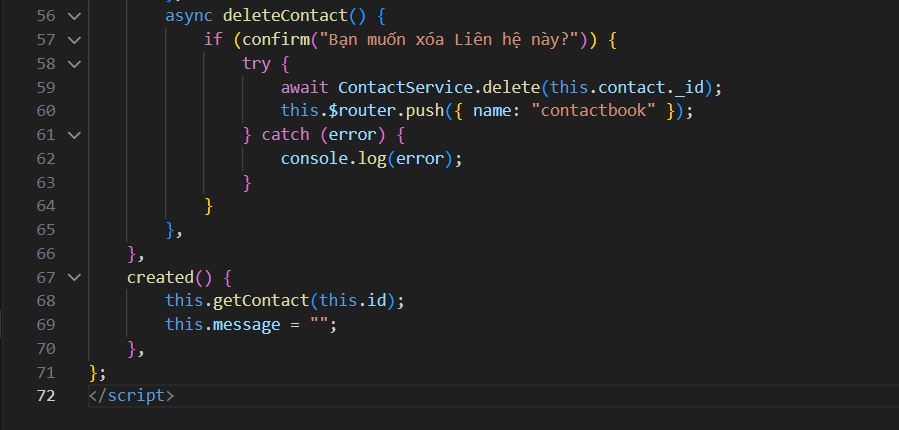 56 async deleteContact() {
57 if (confirm("Bạn muốn xóa Liên hệ này?")) {
58 try {
59 await ContactService.delete(this.contact._id);
60 this.$router.push({ name: "contactbook" });
61 } catch (error) {
62 console.log(error);
63 }
64 }
65 },
66 },
67 created() {
68 this.getContact(this.id);
69 this.message = "";
70 },
71 };
72 </script>